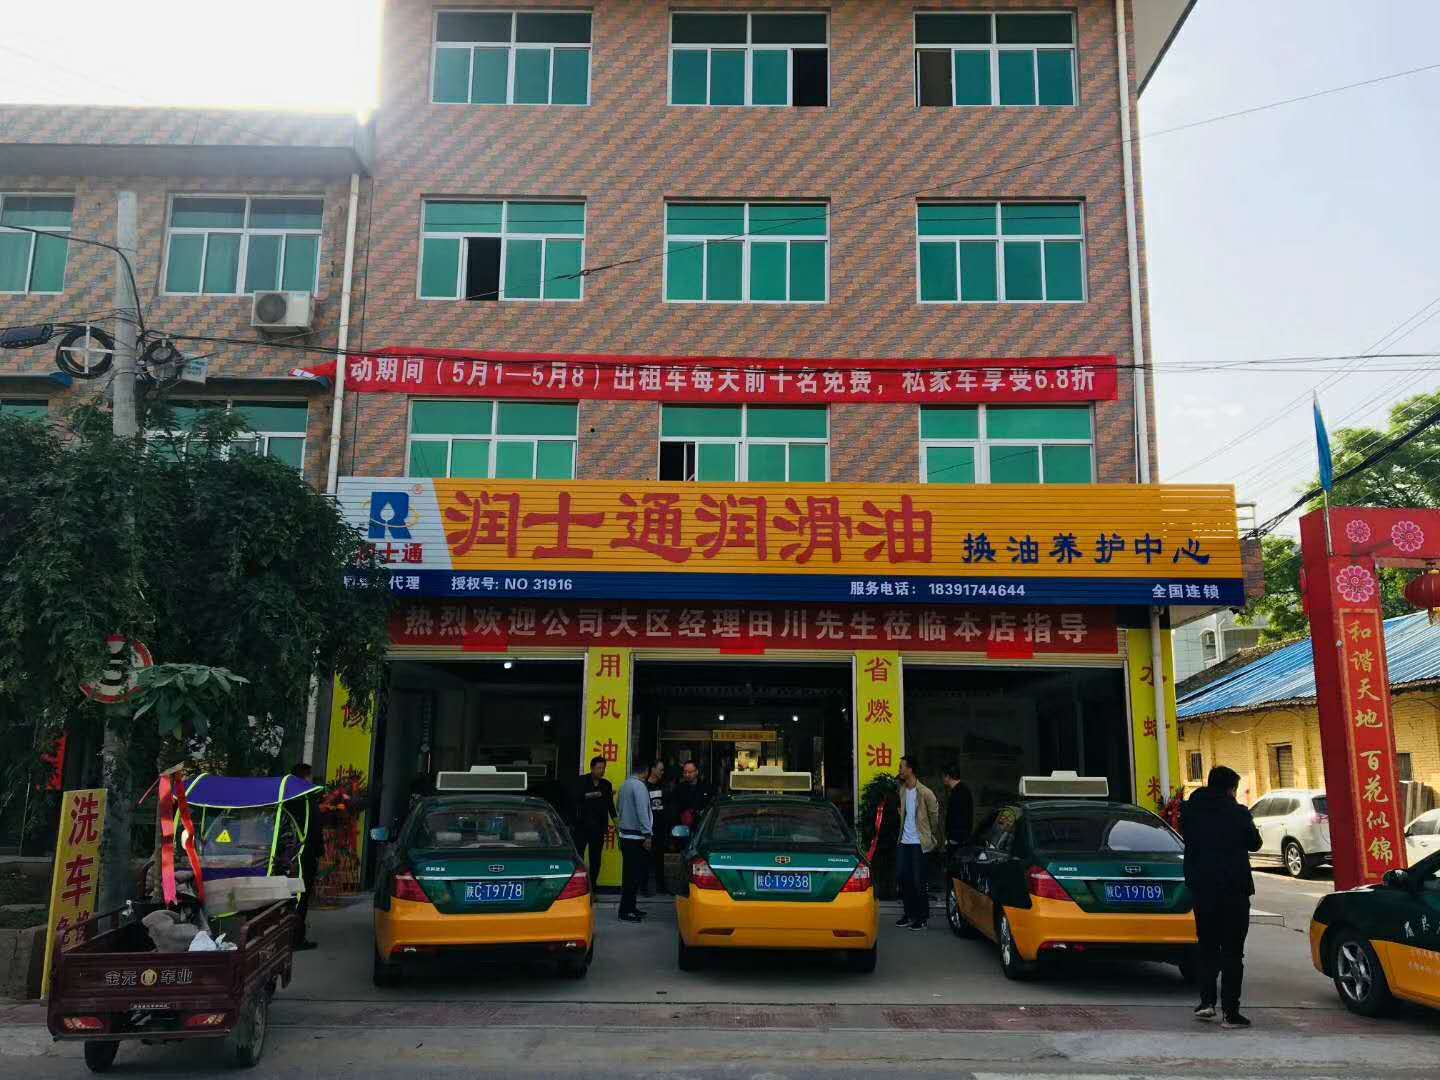 动期间（5月1—5月8）出租车每天前十名免费，私家车享受6.8折
R
®
润士通润滑油
换油养护中心
士通
代理
授权号: NO 31916
服务电话: 18391744644
全国连锁
热烈欢迎公司大区经理田川先生莅临本店指导
用机油
省燃油
水
洗车
免
和谐天地 百花似锦
5
金元 车业
陕C·T9778
陕C·T9938
陕C·T9789